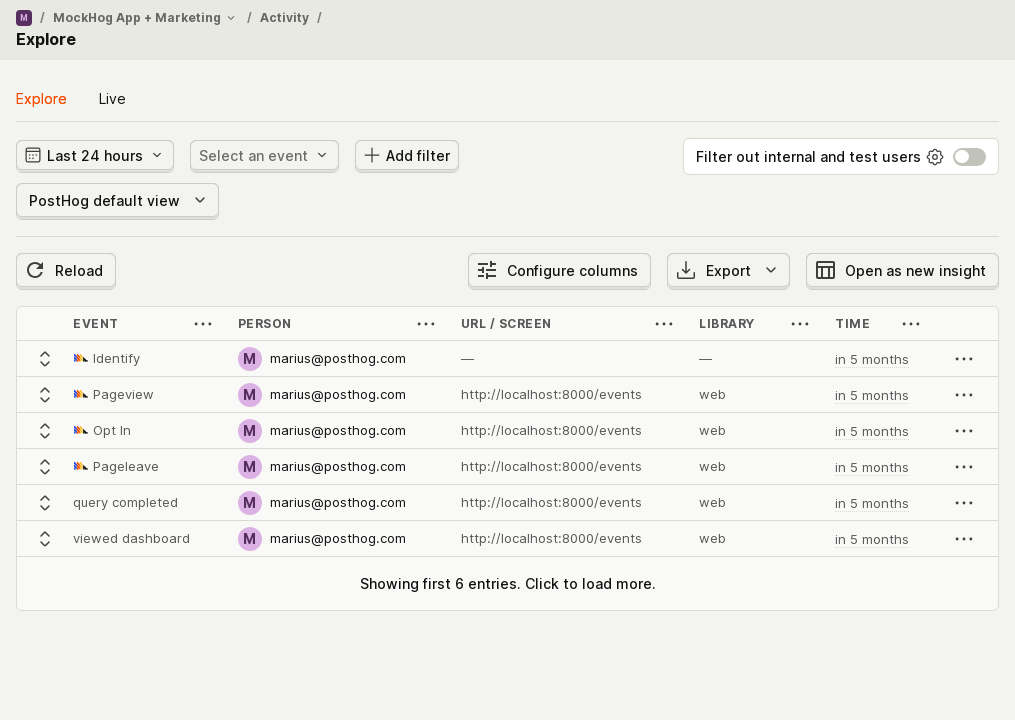 M / MockHog App + Marketing / Activity /
Explore
Explore Live
Last 24 hours Select an event Add filter Filter out internal and test users
PostHog default view
Reload Configure columns Export Open as new insight
EVENT PERSON URL / SCREEN LIBRARY TIME
Identify M marius@posthog.com — — in 5 months
Pageview M marius@posthog.com http://localhost:8000/events web in 5 months
Opt In M marius@posthog.com http://localhost:8000/events web in 5 months
Pageleave M marius@posthog.com http://localhost:8000/events web in 5 months
query completed M marius@posthog.com http://localhost:8000/events web in 5 months
viewed dashboard M marius@posthog.com http://localhost:8000/events web in 5 months
Showing first 6 entries. Click to load more.